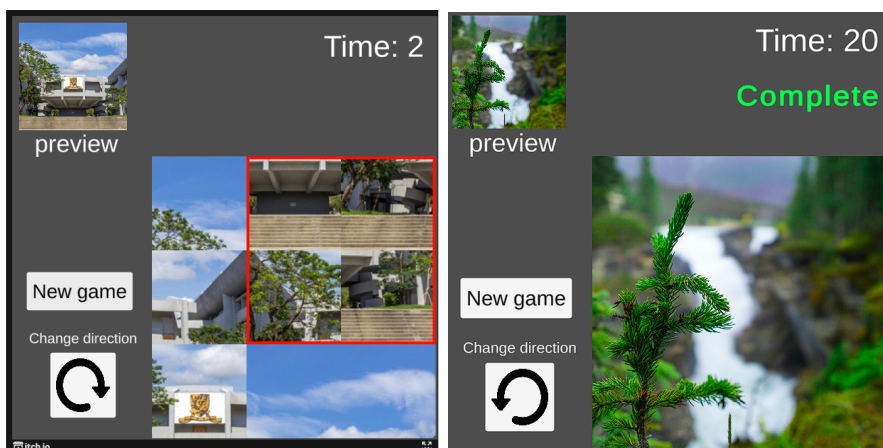 Time: 2
preview
New game
Change direction
itch.io
Time: 20
Complete
preview
New game
Change direction